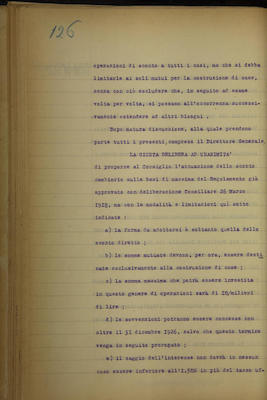 126
operazioni di sconto a tutti i casi, ma che si debba
limitarle ai soli mutui per la costruzione di case,
senza con ciò escludere che, in seguito ad esame
volta per volta, si possano all'occorrenza successi-
vamente estendere ad altri bisogni .
Dopo matura discussione, alla quale prendono
parte tutti i presenti, compreso il Direttore Generale,
LA GIUNTA DELIBERA AD UNANIMITA'
di proporre al Consiglio l'attuazione dello sconto
cambiario sulla basi di massima del Regolamento già
approvato con deliberazione Consiliare 26 Marzo
1918, ma con le modalità e limitazioni qui sotto
indicate :
a) la forma da adottarsi è soltanto quella dello
sconto diretto ;
b) le somme mutuate devono, per ora, essere desti
nate esclusivamente alla costruzione di case ;
c) la somma massima che potrà essere investita
in questo genere di operazioni sarà di milioni
di lire ;
d) le sovvenzioni potranno essere concesse non
oltre il 31 dicembre 1926, salvo che questo termine
venga in seguito prorogato ;
e) il saggio dell'interesse non dovrà in nessun
caso essere inferiore all'1,50% in più del tasso uf-